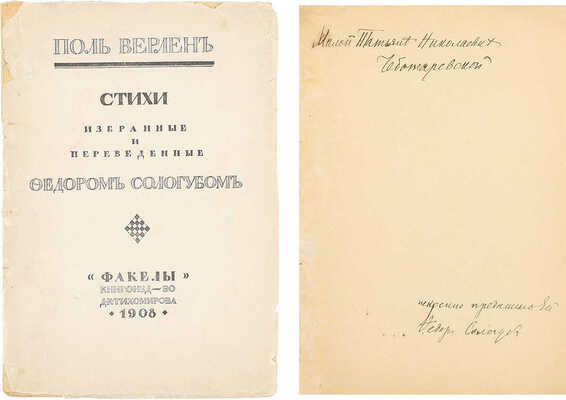 ПОЛЬ ВЕРЛЕНЪ
СТИХИ
ИЗБРАННЫЕ
И
ПЕРЕВЕДЕННЫЕ
ѲЕДОРОМЪ СОЛОГУБОМЪ
« ФАКЕЛЫ »
КНИГОИЗД—ВО
Д.К.ТИХОМИРОВА
• 1908 •
Милой Татьяне Николаевне
Чеботаревской
искренно преданный ей
Федор Сологуб